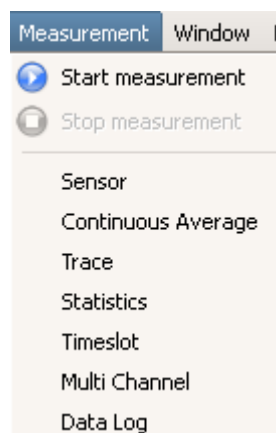 Measurement Window
Start measurement
Stop measurement
Sensor
Continuous Average
Trace
Statistics
Timeslot
Multi Channel
Data Log